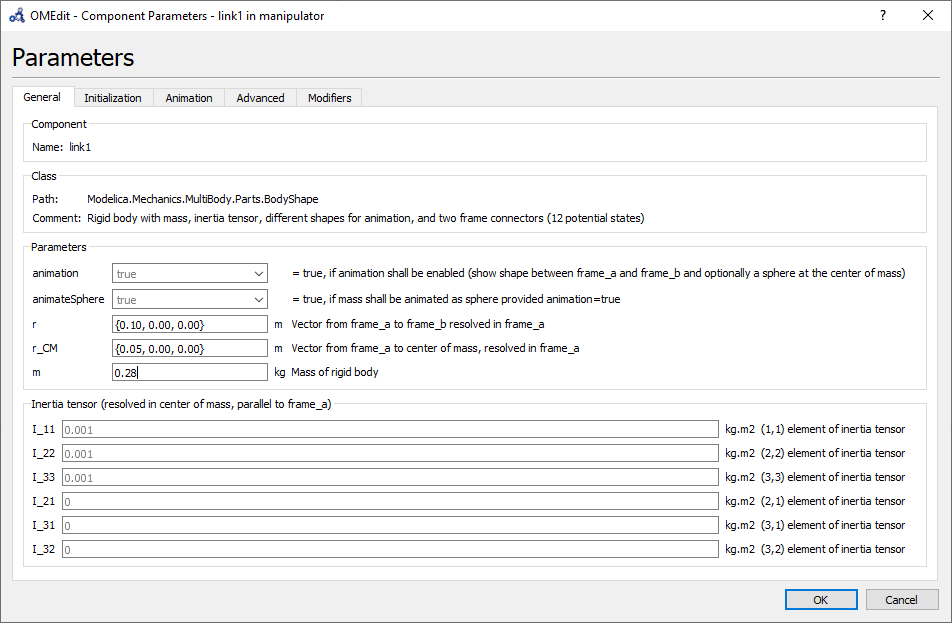 OMEdit - Component Parameters - link1 in manipulator
?
Parameters
General Initialization Animation Advanced Modifiers
Component
Name: link1
Class
Path: Modelica.Mechanics.MultiBody.Parts.BodyShape
Comment: Rigid body with mass, inertia tensor, different shapes for animation, and two frame connectors (12 potential states)
Parameters
animation true = true, if animation shall be enabled (show shape between frame_a and frame_b and optionally a sphere at the center of mass)
animateSphere true = true, if mass shall be animated as sphere provided animation=true
r {0.10, 0.00, 0.00} m Vector from frame_a to frame_b resolved in frame_a
r_CM {0.05, 0.00, 0.00} m Vector from frame_a to center of mass, resolved in frame_a
m 0.28 kg Mass of rigid body
Inertia tensor (resolved in center of mass, parallel to frame_a)
I_11 0.001 kg.m2 (1,1) element of inertia tensor
I_22 0.001 kg.m2 (2,2) element of inertia tensor
I_33 0.001 kg.m2 (3,3) element of inertia tensor
I_21 0 kg.m2 (2,1) element of inertia tensor
I_31 0 kg.m2 (3,1) element of inertia tensor
I_32 0 kg.m2 (3,2) element of inertia tensor
OK Cancel